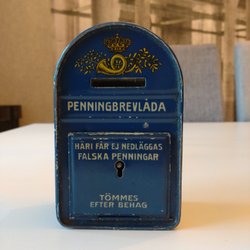 PENNINGBREVLÅDA
HÄRI FÅR EJ NEDLÄGGAS
FALSKA PENNINGAR
TÖMMES
EFTER BEHAG